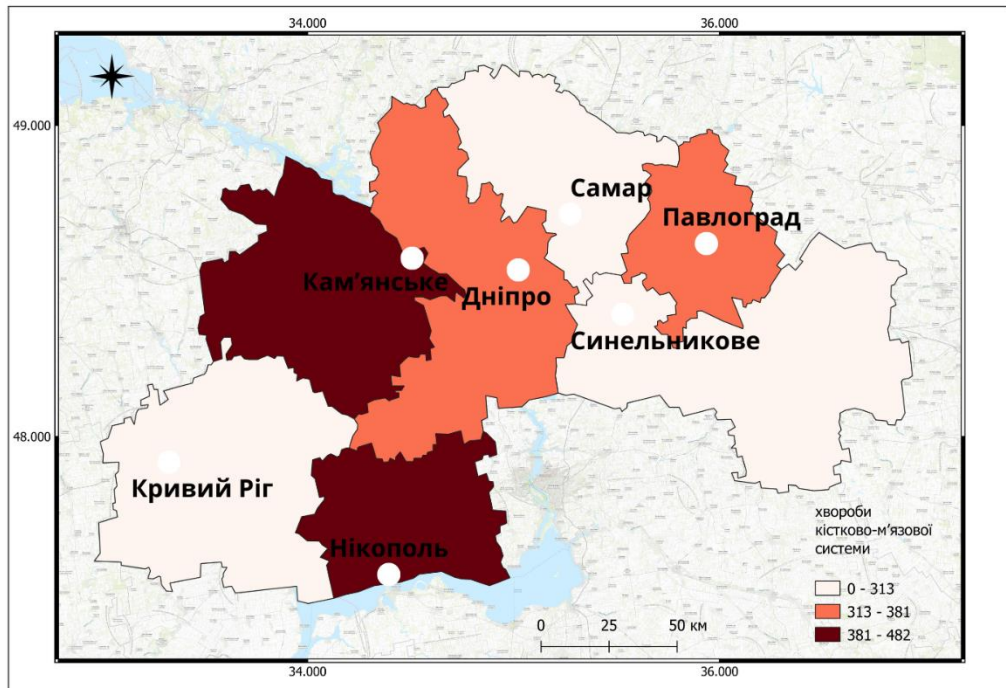 34.000
36.000
49.000
Самар
Павлоград
Кам'янське
Дніпро
Синельникове
48.000
Кривий Ріг
Нікополь
хвороби
кістково-м'язової
системи
0 - 313
313 - 381
381 - 482
0 25 50 км
34.000
36.000